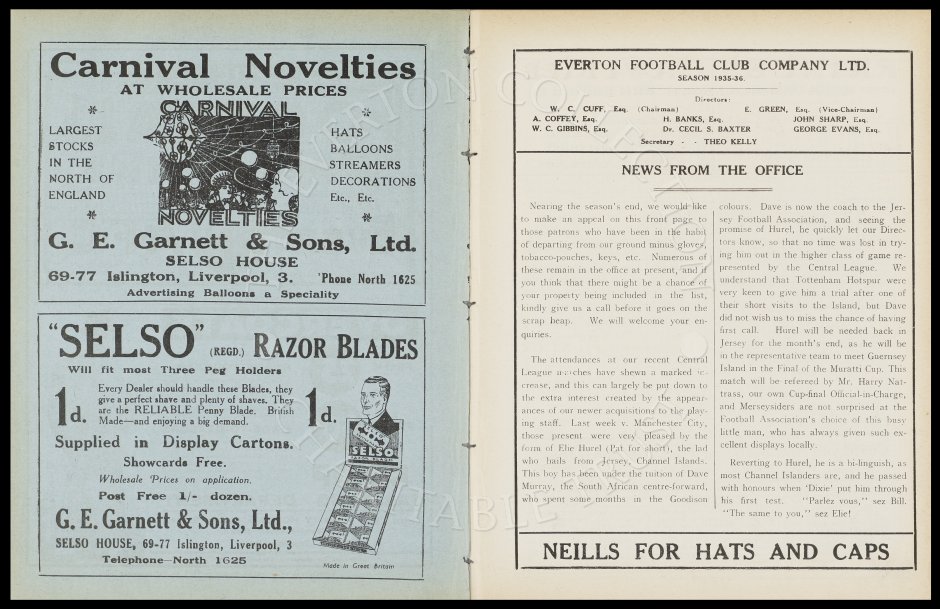 Carnival Novelties
AT WHOLESALE PRICES
CARNIVAL
NOVELTIES
LARGEST
STOCKS
IN THE
NORTH OF
ENGLAND
HATS
BALLOONS
STREAMERS
DECORATIONS
Etc., Etc.
G. E. Garnett & Sons, Ltd.
SELSO HOUSE
69-77 Islington, Liverpool, 3. 'Phone North 1625
Advertising Balloons a Speciality
"SELSO" (REGD.) RAZOR BLADES
Will fit most Three Peg Holders
1d.
Every Dealer should handle these Blades, they
give a perfect shave and plenty of shaves. They
are the RELIABLE Penny Blade. British
Made—and enjoying a big demand.
1d.
Supplied in Display Cartons.
Showcards Free.
Wholesale Prices on application.
Post Free 1/- dozen.
G. E. Garnett & Sons, Ltd.,
SELSO HOUSE, 69-77 Islington, Liverpool, 3
Telephone—North 1625
SELSO
Made in Great Britain
EVERTON FOOTBALL CLUB COMPANY LTD.
SEASON 1935-36.
Directors:
W. C. CUFF, Esq. (Chairman) E. GREEN, Esq. (Vice-Chairman)
A. COFFEY, Esq. H. BANKS, Esq. JOHN SHARP, Esq.
W. C. GIBBINS, Esq. Dr. CECIL S. BAXTER GEORGE EVANS, Esq.
Secretary - - THEO KELLY
NEWS FROM THE OFFICE
Nearing the season's end, we would like
to make an appeal on this front page to
those patrons who have been in the habit
of departing from our ground minus gloves,
tobacco-pouches, keys, etc. Numerous of
these remain in the office at present, and if
you think that there might be a chance of
your property being included in the list,
kindly give us a call before it goes on the
scrap heap. We will welcome your en-
quiries.
The attendances at our recent Central
League matches have shewn a marked in-
crease, and this can largely be put down to
the extra interest created by the appear-
ances of our newer acquisitions to the play-
ing staff. Last week v. Manchester City,
those present were very pleased by the
form of Elie Hurel (Pat for short), the lad
who hails from Jersey, Channel Islands.
This boy has been under the tuition of Dave
Murray, the South African centre-forward,
who spent some months in the Goodison
colours. Dave is now the coach to the Jer-
sey Football Association, and seeing the
promise of Hurel, he quickly let our Direc-
tors know, so that no time was lost in try-
ing him out in the higher class of game re-
presented by the Central League. We
understand that Tottenham Hotspur were
very keen to give him a trial after one of
their short visits to the Island, but Dave
did not wish us to miss the chance of having
first call. Hurel will be needed back in
Jersey for the month's end, as he will be
in the representative team to meet Guernsey
Island in the Final of the Muratti Cup. This
match will be refereed by Mr. Harry Nat-
trass, our own Cup-final Official-in-Charge,
and Merseysiders are not surprised at the
Football Association's choice of this busy
little man, who has always given such ex-
cellent displays locally.
Reverting to Hurel, he is a bi-linguish, as
most Channel Islanders are, and he passed
with honours when 'Dixie' put him through
his first test. "Parlez vous," sez Bill.
"The same to you," sez Elie!
NEILLS FOR HATS AND CAPS